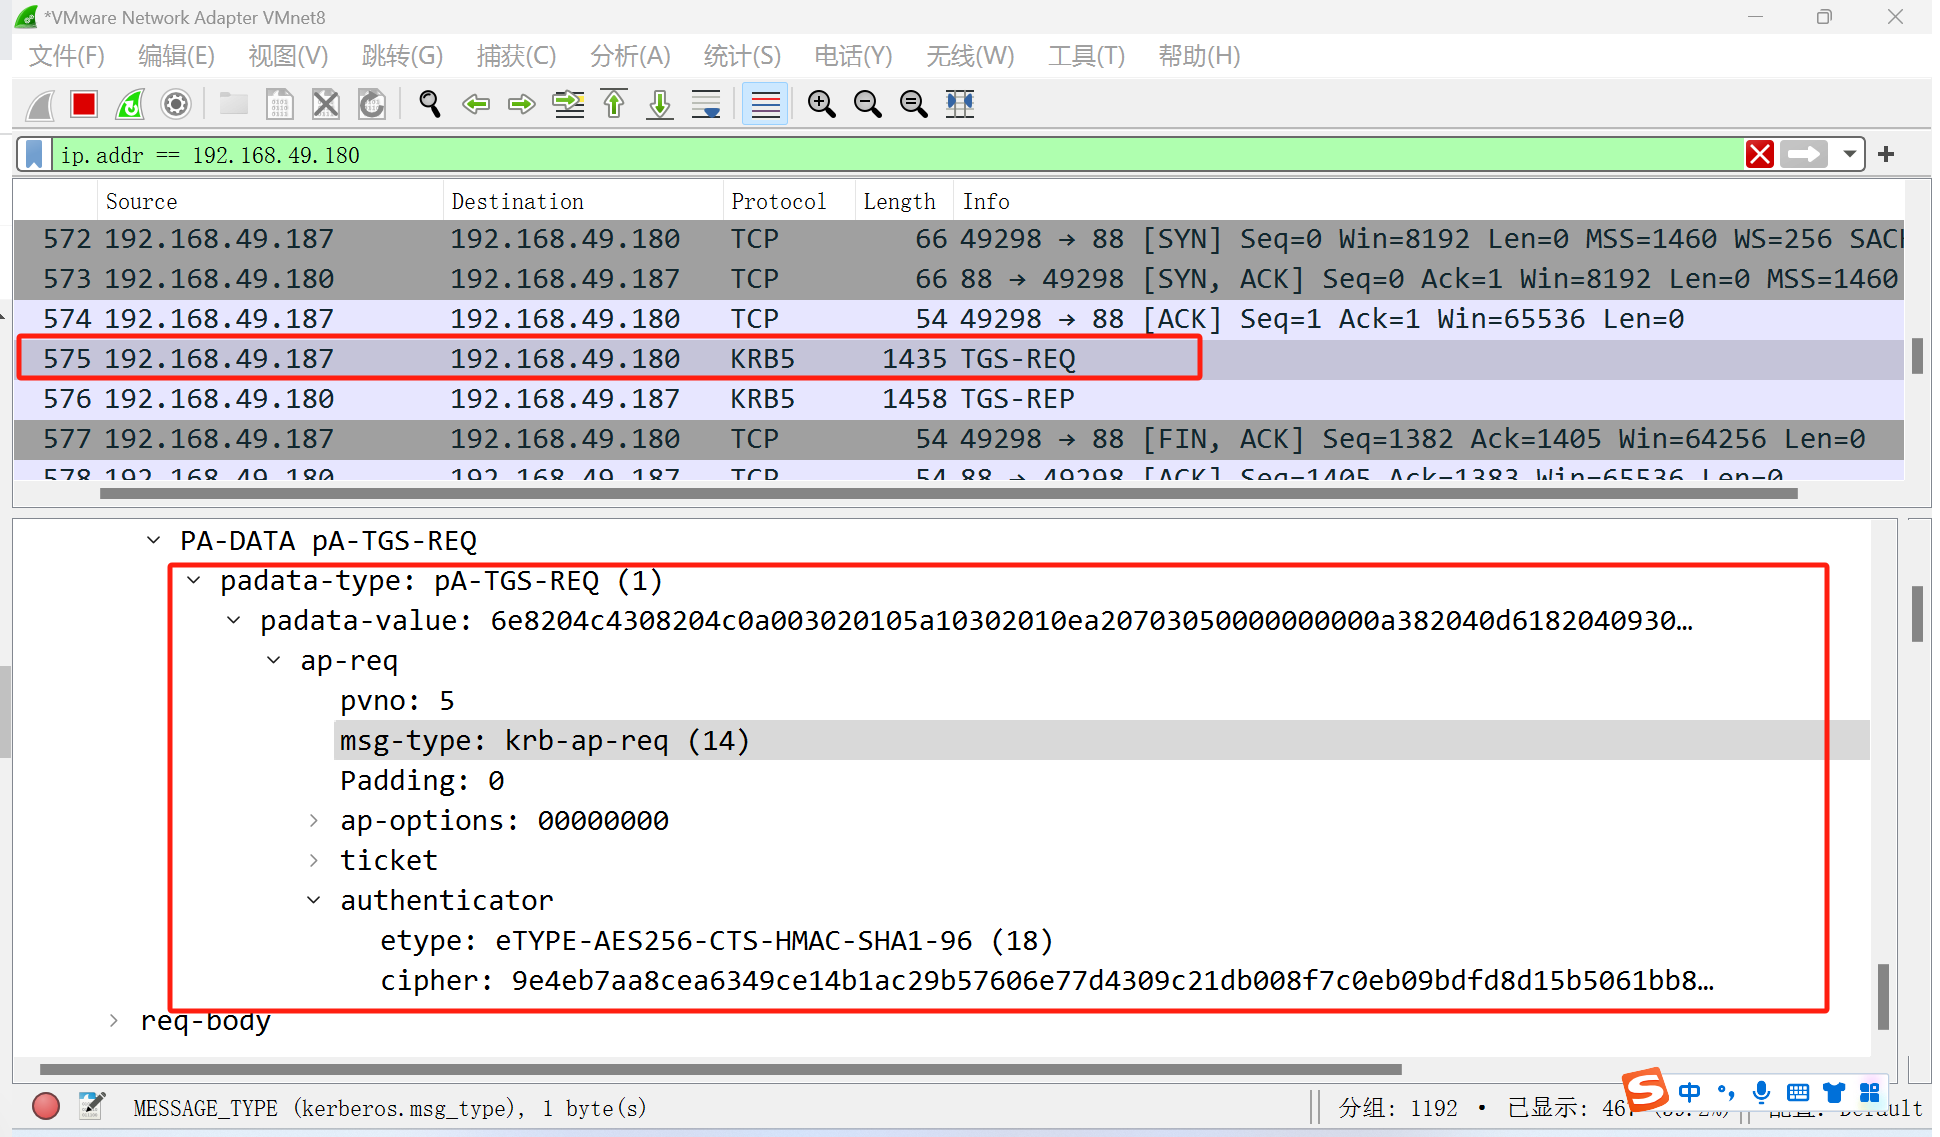 *VMware Network Adapter VMnet8
文件(F) 编辑(E) 视图(V) 跳转(G) 捕获(C) 分析(A) 统计(S) 电话(Y) 无线(W) 工具(T) 帮助(H)
ip.addr == 192.168.49.180
Source Destination Protocol Length Info
572 192.168.49.187 192.168.49.180 TCP 66 49298 → 88 [SYN] Seq=0 Win=8192 Len=0 MSS=1460 WS=256 SACK
573 192.168.49.180 192.168.49.187 TCP 66 88 → 49298 [SYN, ACK] Seq=0 Ack=1 Win=8192 Len=0 MSS=1460
574 192.168.49.187 192.168.49.180 TCP 54 49298 → 88 [ACK] Seq=1 Ack=1 Win=65536 Len=0
575 192.168.49.187 192.168.49.180 KRB5 1435 TGS-REQ
576 192.168.49.180 192.168.49.187 KRB5 1458 TGS-REP
577 192.168.49.187 192.168.49.180 TCP 54 49298 → 88 [FIN, ACK] Seq=1382 Ack=1405 Win=64256 Len=0
578 192.168.49.180 192.168.49.187 TCP 54 88 → 49298 [ACK] Seq=1405 Ack=1383 Win=65536 Len=0
PA-DATA pA-TGS-REQ
padata-type: pA-TGS-REQ (1)
padata-value: 6e8204c4308204c0a003020105a10302010ea20703050000000000a382040d6182040930…
ap-req
pvno: 5
msg-type: krb-ap-req (14)
Padding: 0
ap-options: 00000000
ticket
authenticator
etype: eTYPE-AES256-CTS-HMAC-SHA1-96 (18)
cipher: 9e4eb7aa8cea6349ce14b1ac29b57606e77d4309c21db008f7c0eb09bdfd8d15b5061bb8…
req-body
MESSAGE_TYPE (kerberos.msg_type), 1 byte(s) 分组: 1192 · 已显示: 467 (39.2%) 配置: Default
中